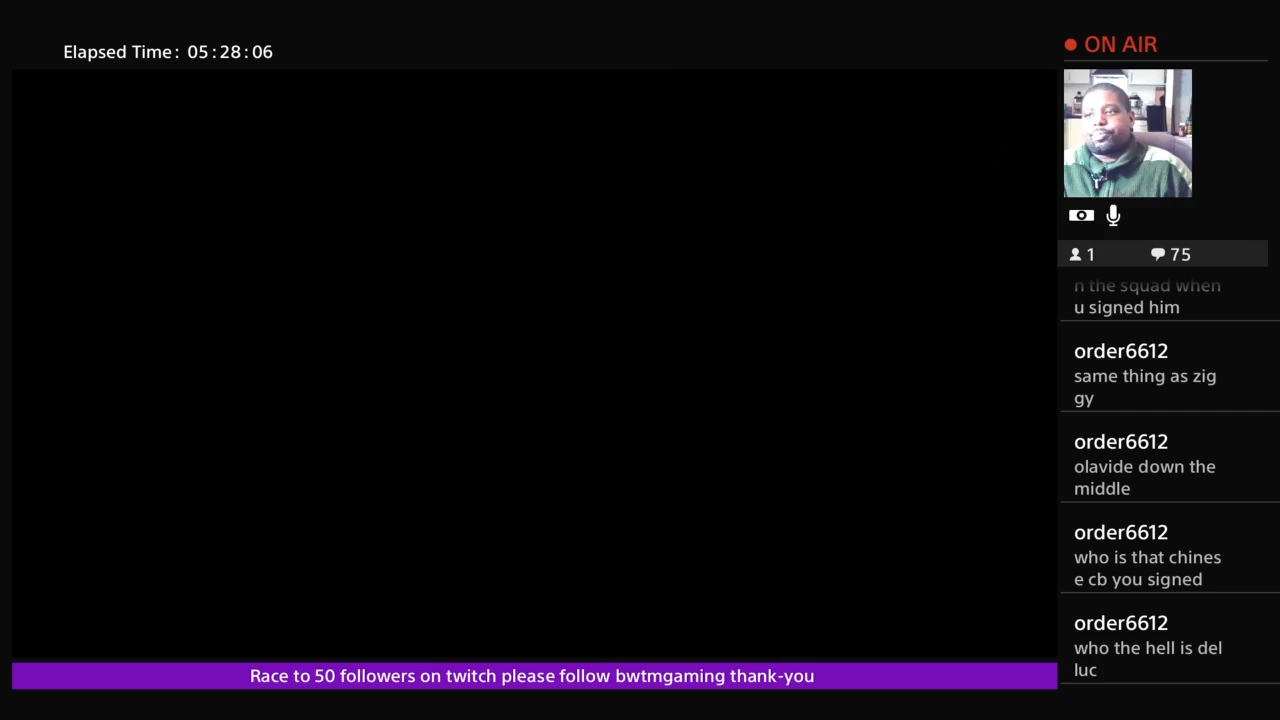 Elapsed Time: 05:28:06
ON AIR
1 75
n the squad when
u signed him
order6612
same thing as zig
gy
order6612
olavide down the
middle
order6612
who is that chines
e cb you signed
order6612
who the hell is del
luc
Race to 50 followers on twitch please follow bwtmgaming thank-you